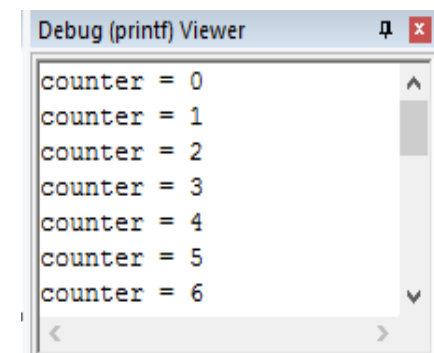 Debug (printf) Viewer
counter = 0
counter = 1
counter = 2
counter = 3
counter = 4
counter = 5
counter = 6